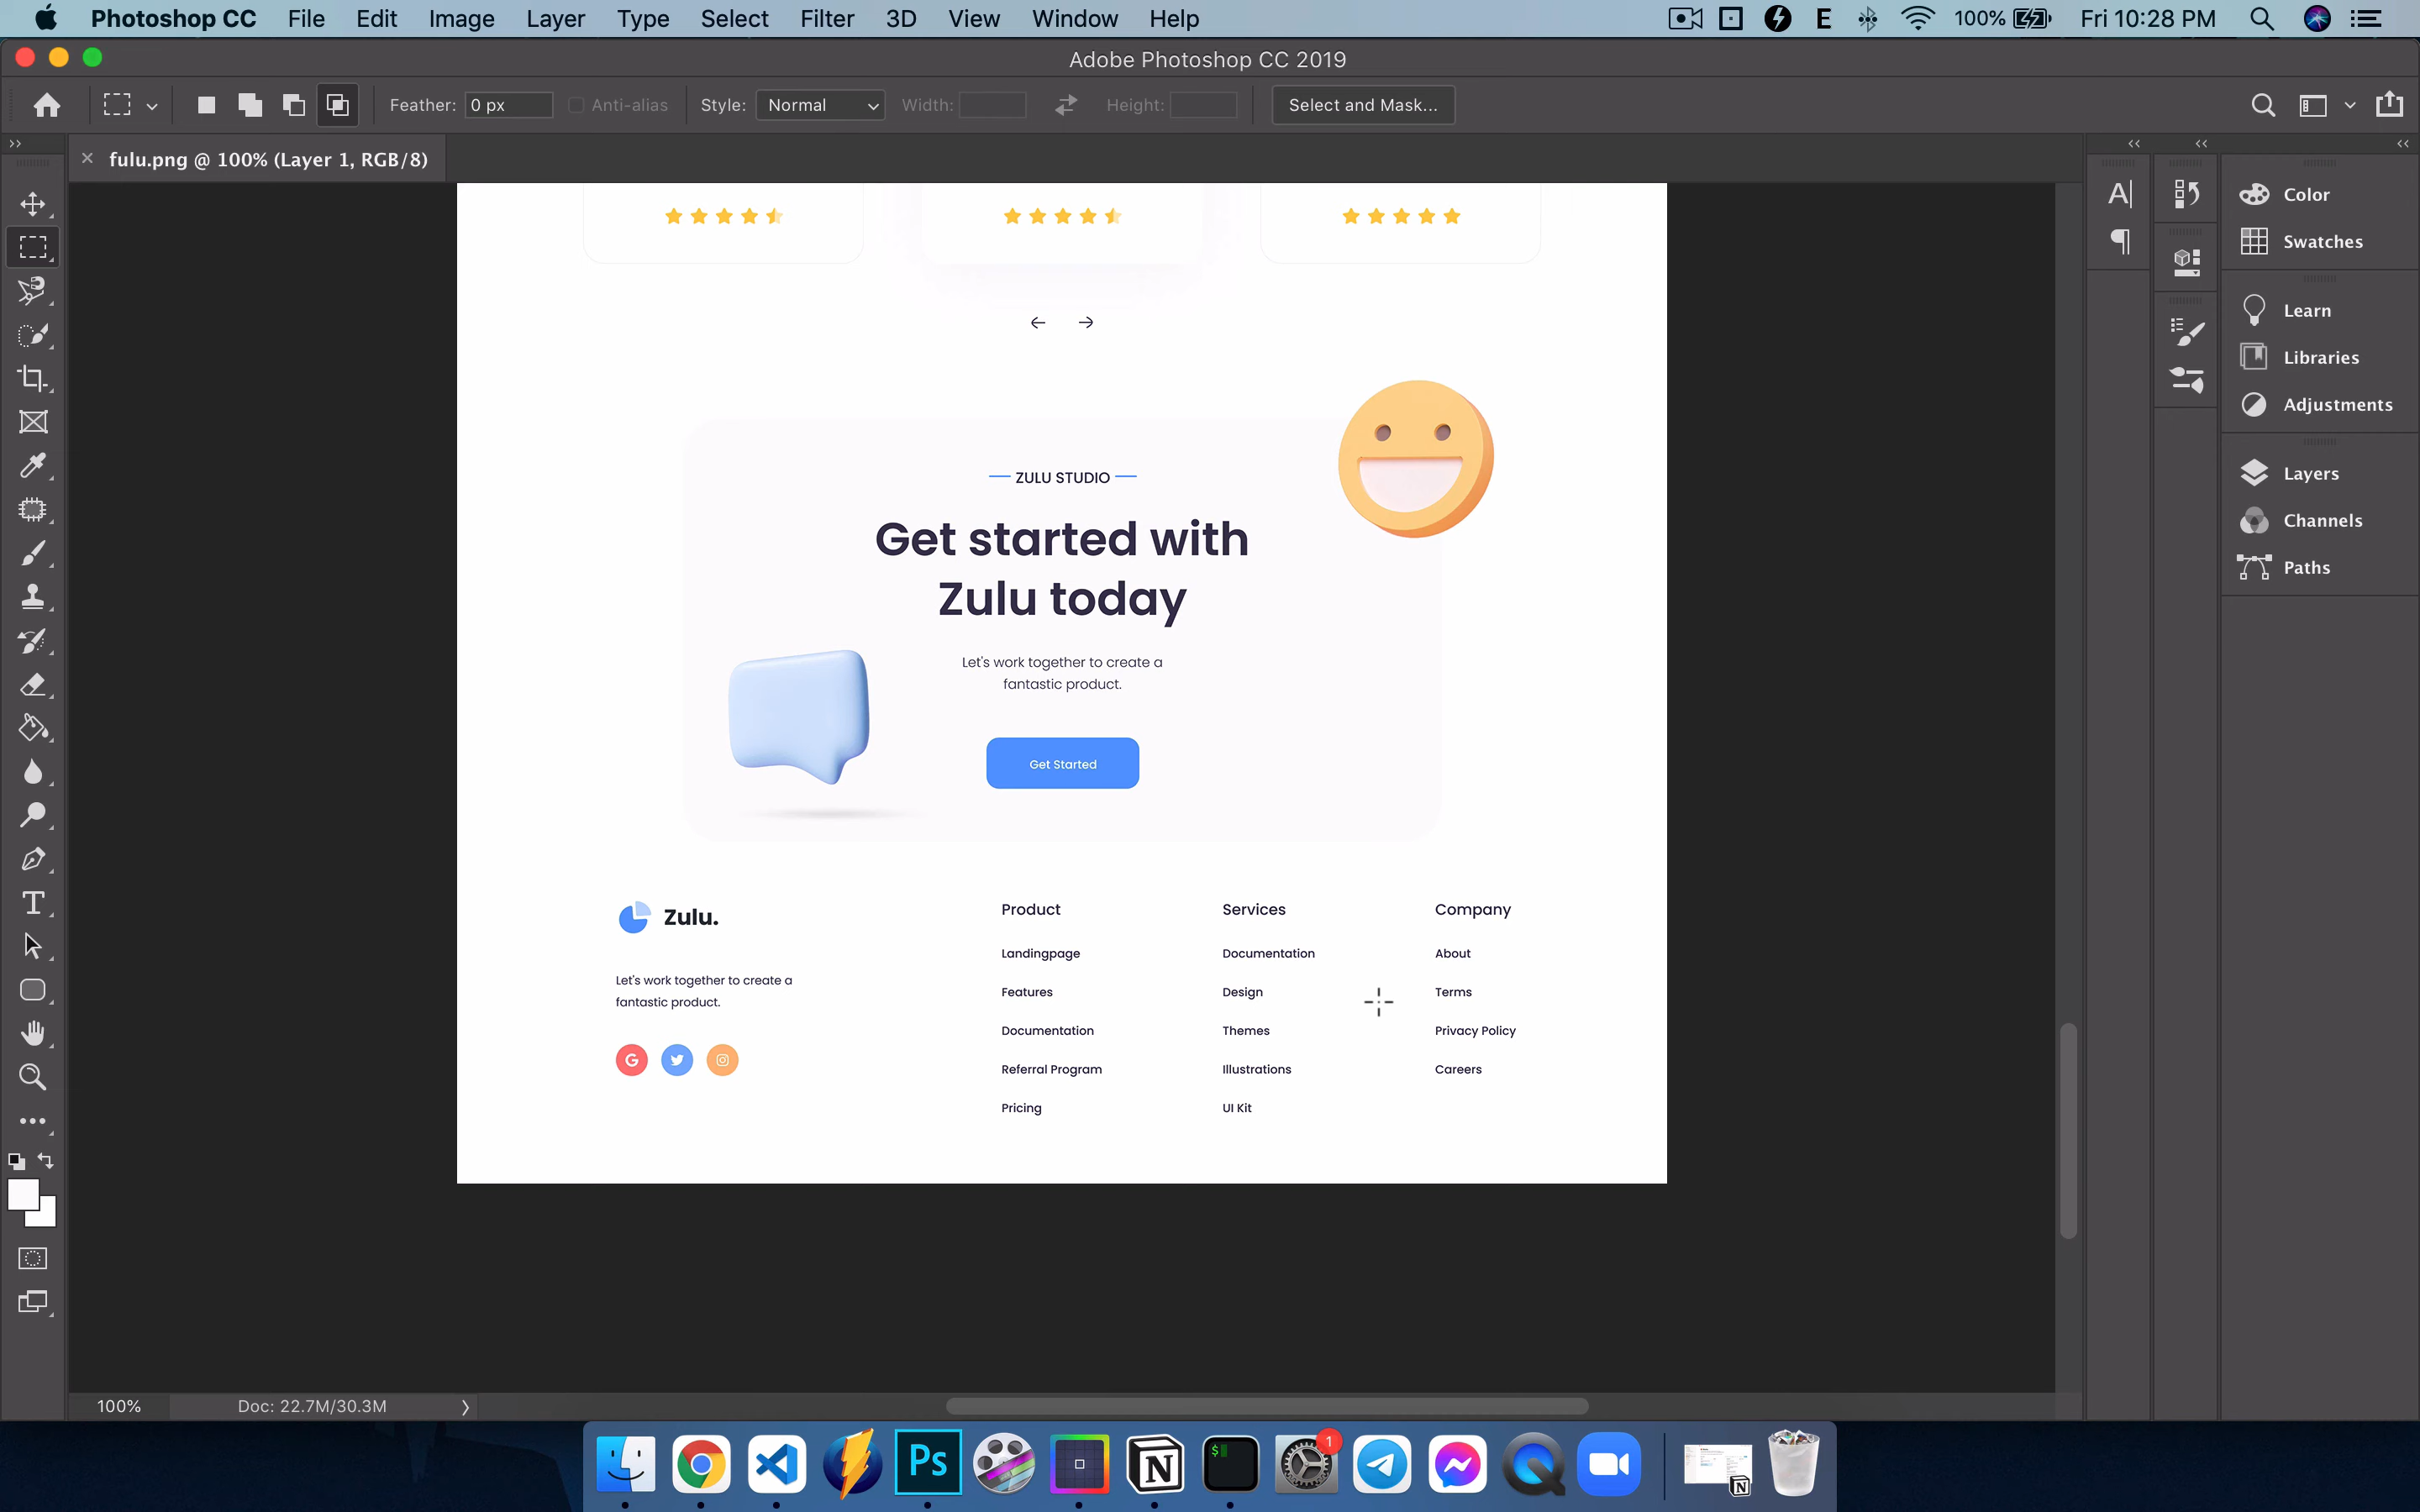 Photoshop CC File Edit Image Layer Type Select Filter 3D View Window Help E 100% Fri 10:28 PM
Adobe Photoshop CC 2019
Feather: 0 px Anti-alias Style: Normal Width: Height: Select and Mask...
fulu.png @ 100% (Layer 1, RGB/8)
A
Color
Swatches
Learn
Libraries
Adjustments
Layers
Channels
Paths
ZULU STUDIO
Get started with
Zulu today
Let's work together to create a
fantastic product.
Get Started
Zulu.
Let's work together to create a
fantastic product.
G
Product
Landingpage
Features
Documentation
Referral Program
Pricing
Services
Documentation
Design
Themes
Illustrations
UI Kit
Company
About
Terms
Privacy Policy
Careers
T
100% Doc: 22.7M/30.3M
Ps
N
$
1
N